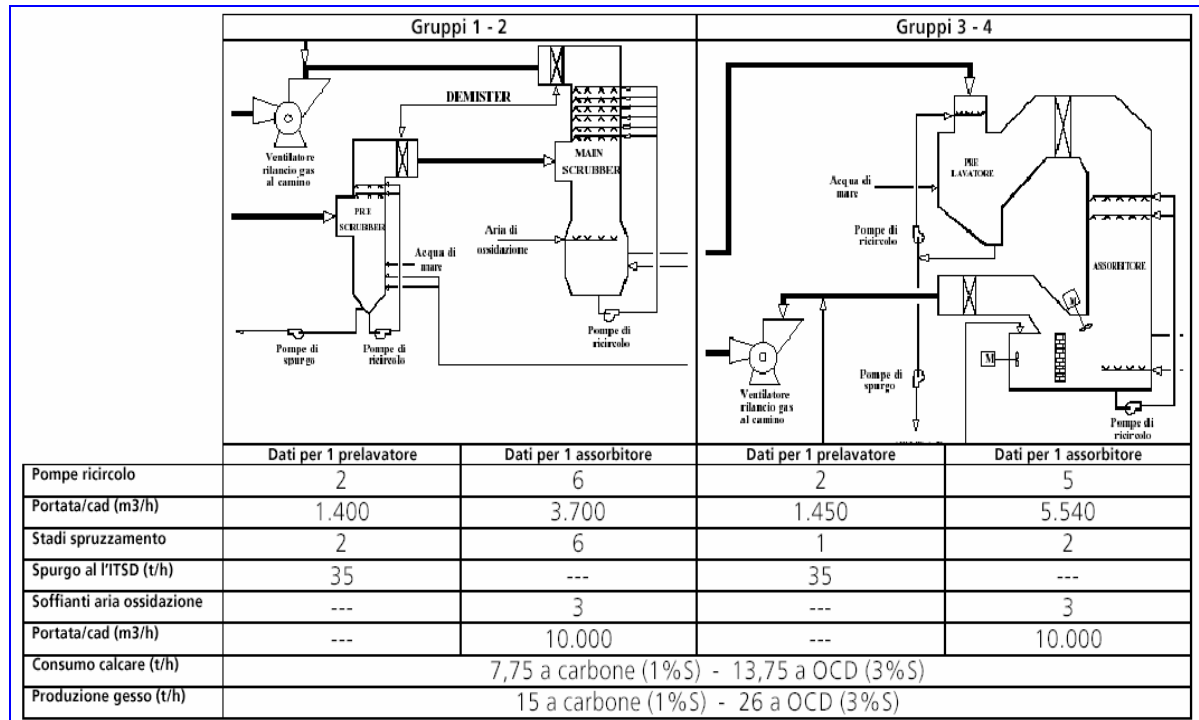 Gruppi 1 - 2
Gruppi 3 - 4
DEMISTER
Ventilatore
rilancio gas
al camino
MAIN
SCRUBBER
PRE
SCRUBBER
Aria di
ossidazione
Acqua di
mare
Pompe di
spurgo
Pompe di
ricircolo
Pompe di
ricircolo
PRE
LAVATORE
Acqua di
mare
Pompe di
ricircolo
ASSORBITORE
M
M
Pompe di
spurgo
Ventilatore
rilancio gas
al camino
Pompe di
ricircolo
Dati per 1 prelavatore Dati per 1 assorbitore Dati per 1 prelavatore Dati per 1 assorbitore
Pompe ricircolo 2 6 2 5
Portata/cad (m3/h) 1.400 3.700 1.450 5.540
Stadi spruzzamento 2 6 1 2
Spurgo al l'ITSD (t/h) 35 --- 35 ---
Soffianti aria ossidazione --- 3 --- 3
Portata/cad (m3/h) --- 10.000 --- 10.000
Consumo calcare (t/h) 7,75 a carbone (1%S) - 13,75 a OCD (3%S)
Produzione gesso (t/h) 15 a carbone (1%S) - 26 a OCD (3%S)